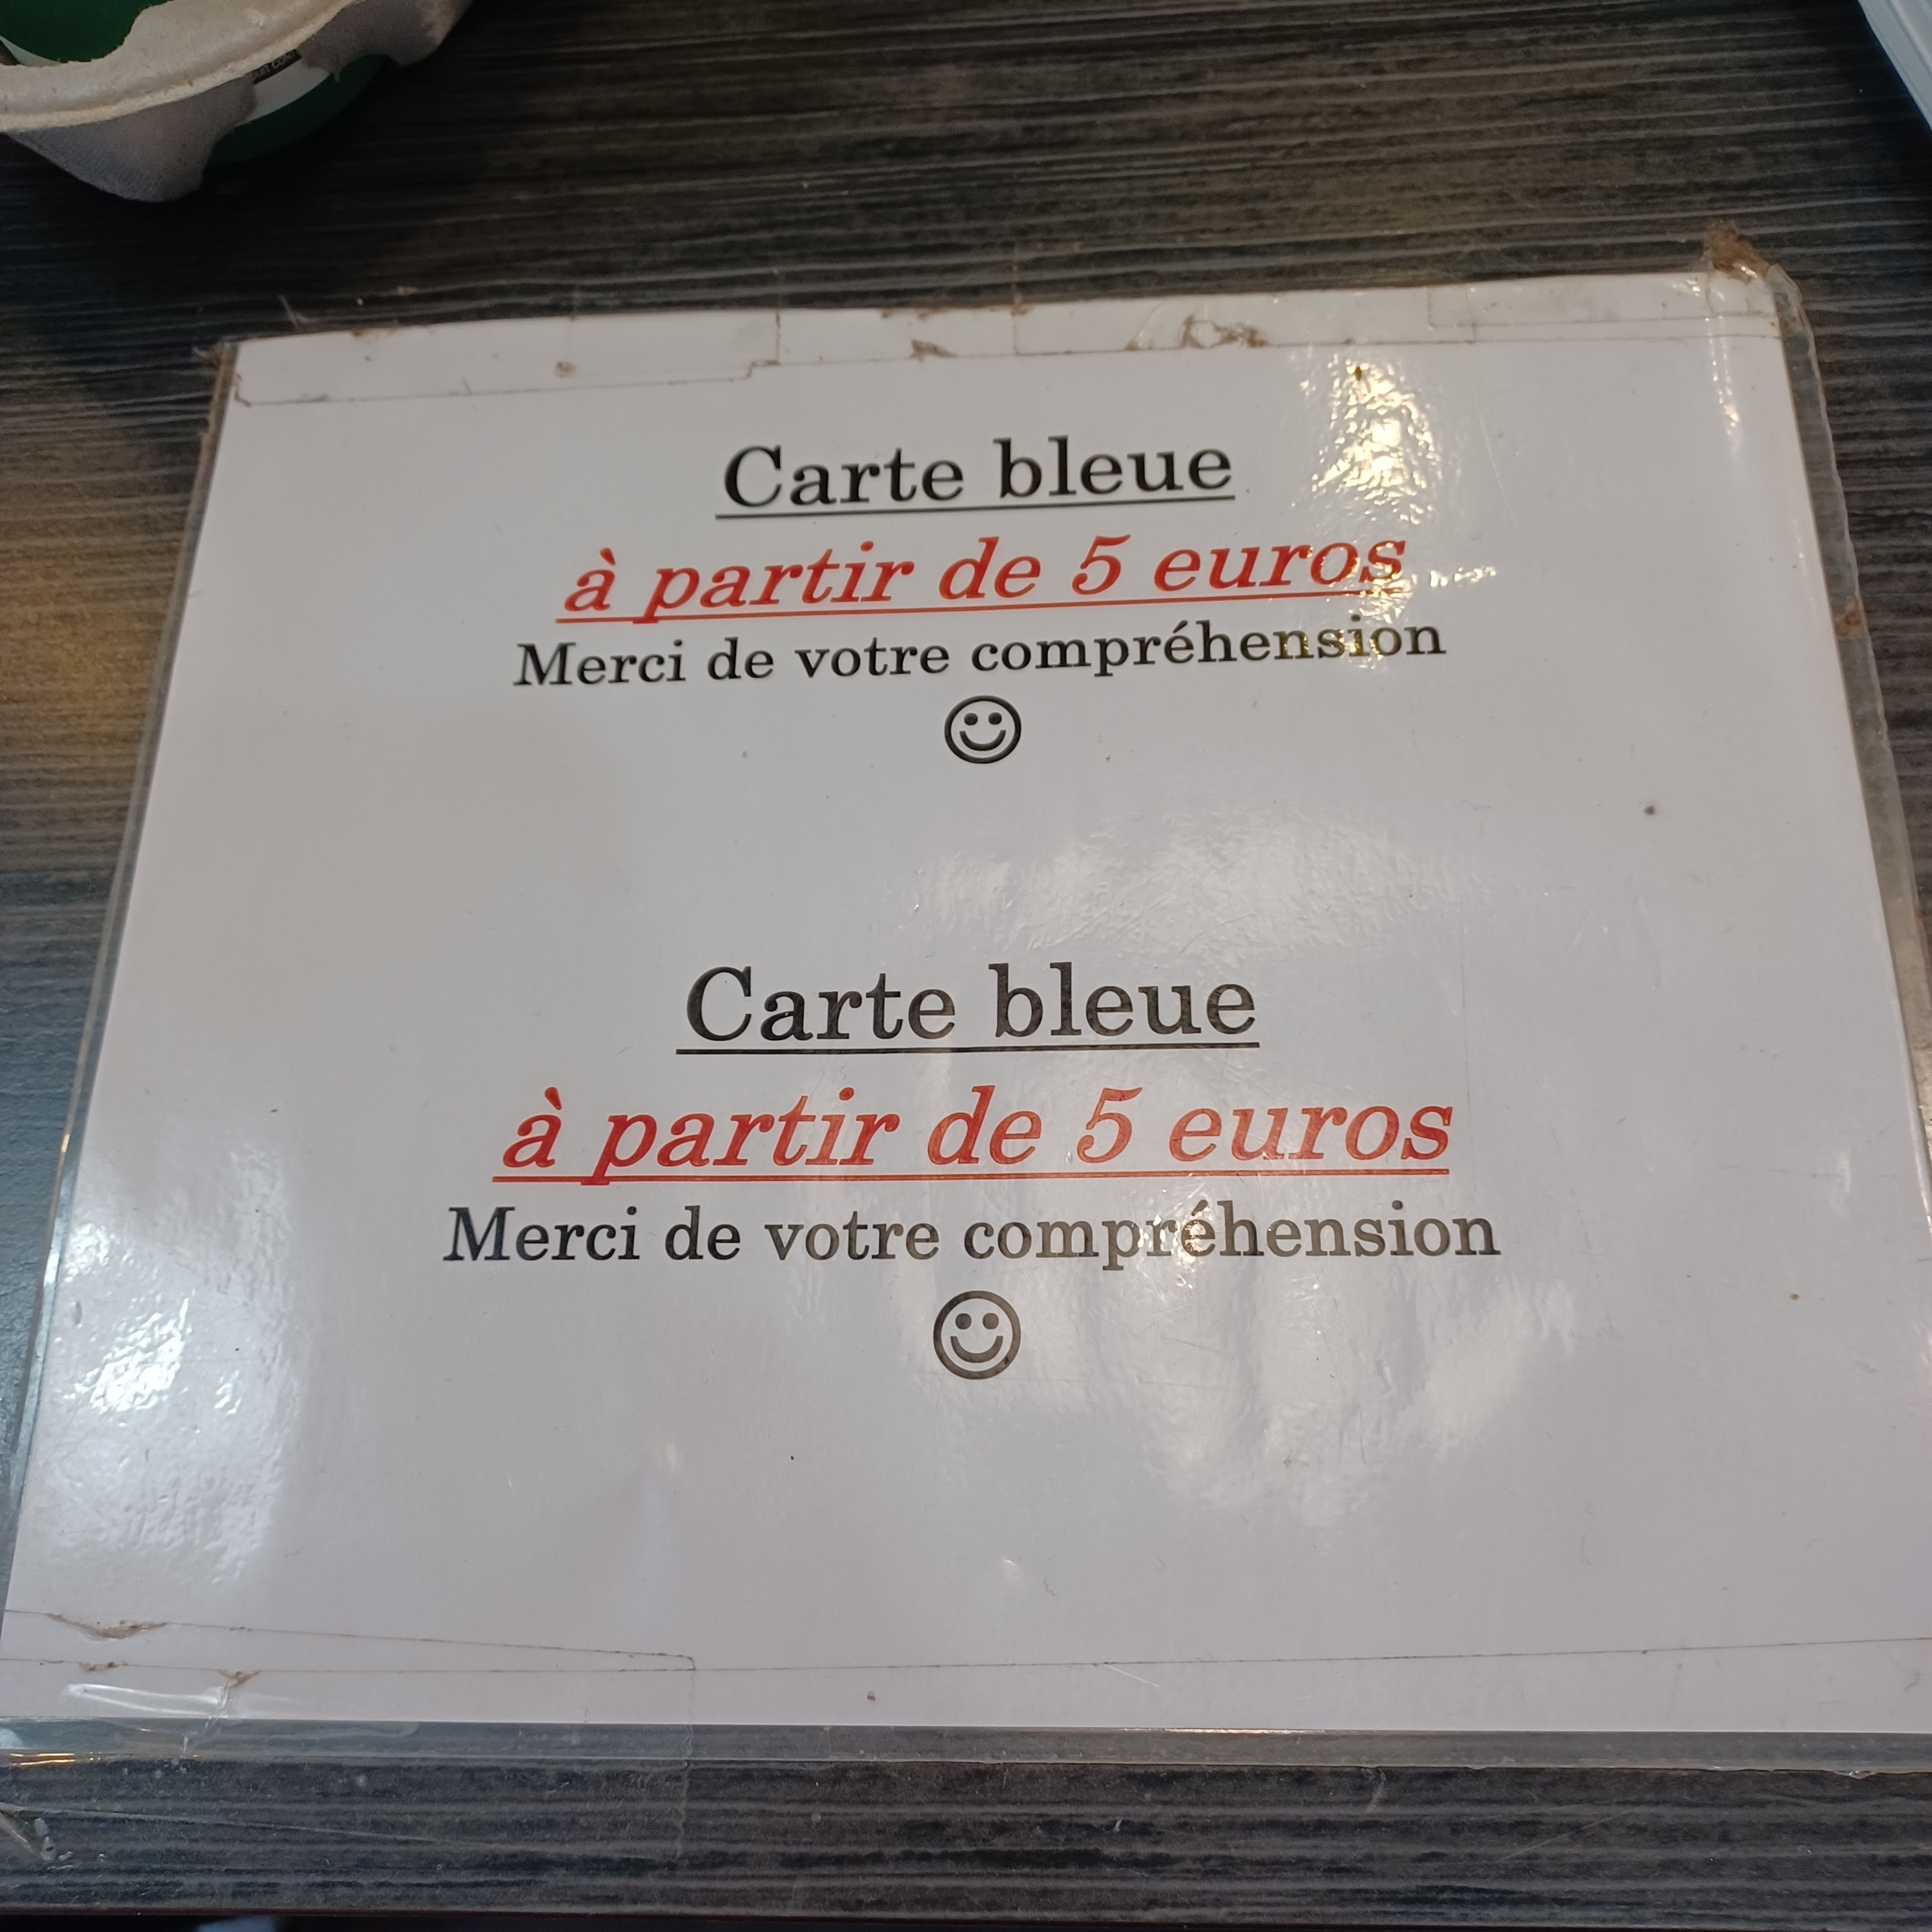 Carte bleue
à partir de 5 euros
Merci de votre compréhension
Carte bleue
à partir de 5 euros
Merci de votre compréhension